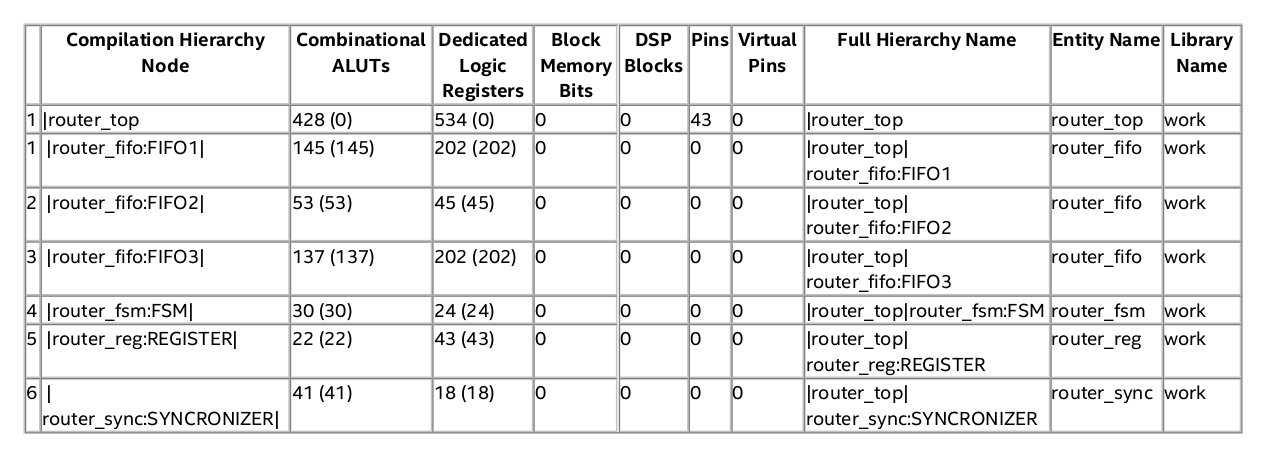 Compilation Hierarchy Node Combinational ALUTs Dedicated Logic Registers Block Memory Bits DSP Blocks Pins Virtual Pins Full Hierarchy Name Entity Name Library Name
1 |router_top 428 (0) 534 (0) 0 0 43 0 |router_top router_top work
1 |router_fifo:FIFO1| 145 (145) 202 (202) 0 0 0 0 |router_top|router_fifo:FIFO1 router_fifo work
2 |router_fifo:FIFO2| 53 (53) 45 (45) 0 0 0 0 |router_top|router_fifo:FIFO2 router_fifo work
3 |router_fifo:FIFO3| 137 (137) 202 (202) 0 0 0 0 |router_top|router_fifo:FIFO3 router_fifo work
4 |router_fsm:FSM| 30 (30) 24 (24) 0 0 0 0 |router_top|router_fsm:FSM router_fsm work
5 |router_reg:REGISTER| 22 (22) 43 (43) 0 0 0 0 |router_top|router_reg:REGISTER router_reg work
6 |router_sync:SYNCRONIZER| 41 (41) 18 (18) 0 0 0 0 |router_top|router_sync:SYNCRONIZER router_sync work